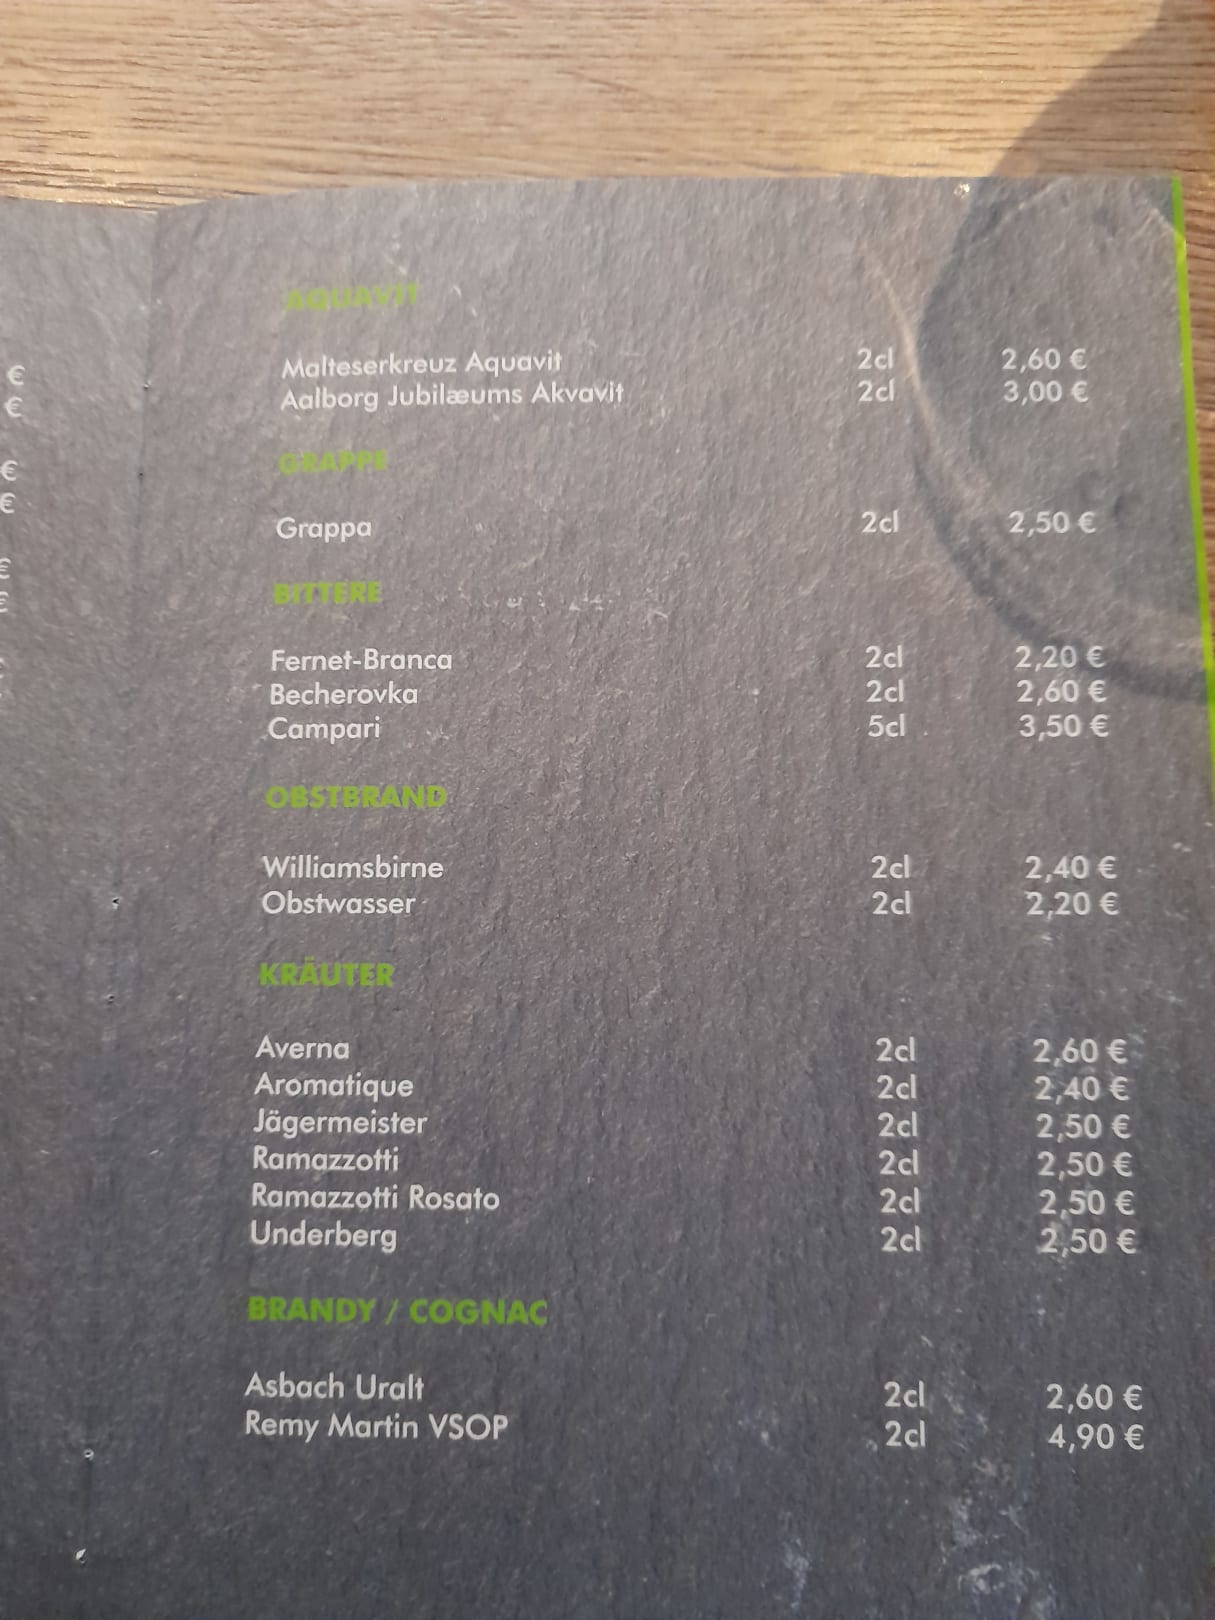 AQUAVIT
Malteserkreuz Aquavit 2cl 2,60 €
Aalborg Jubilæums Akvavit 2cl 3,00 €
GRAPPE
Grappa 2cl 2,50 €
BITTERE
Fernet-Branca 2cl 2,20 €
Becherovka 2cl 2,60 €
Campari 5cl 3,50 €
OBSTBRAND
Williamsbirne 2cl 2,40 €
Obstwasser 2cl 2,20 €
KRÄUTER
Averna 2cl 2,60 €
Aromatique 2cl 2,40 €
Jägermeister 2cl 2,50 €
Ramazzotti 2cl 2,50 €
Ramazzotti Rosato 2cl 2,50 €
Underberg 2cl 2,50 €
BRANDY / COGNAC
Asbach Uralt 2cl 2,60 €
Remy Martin VSOP 2cl 4,90 €
€
€
€
€
€
€